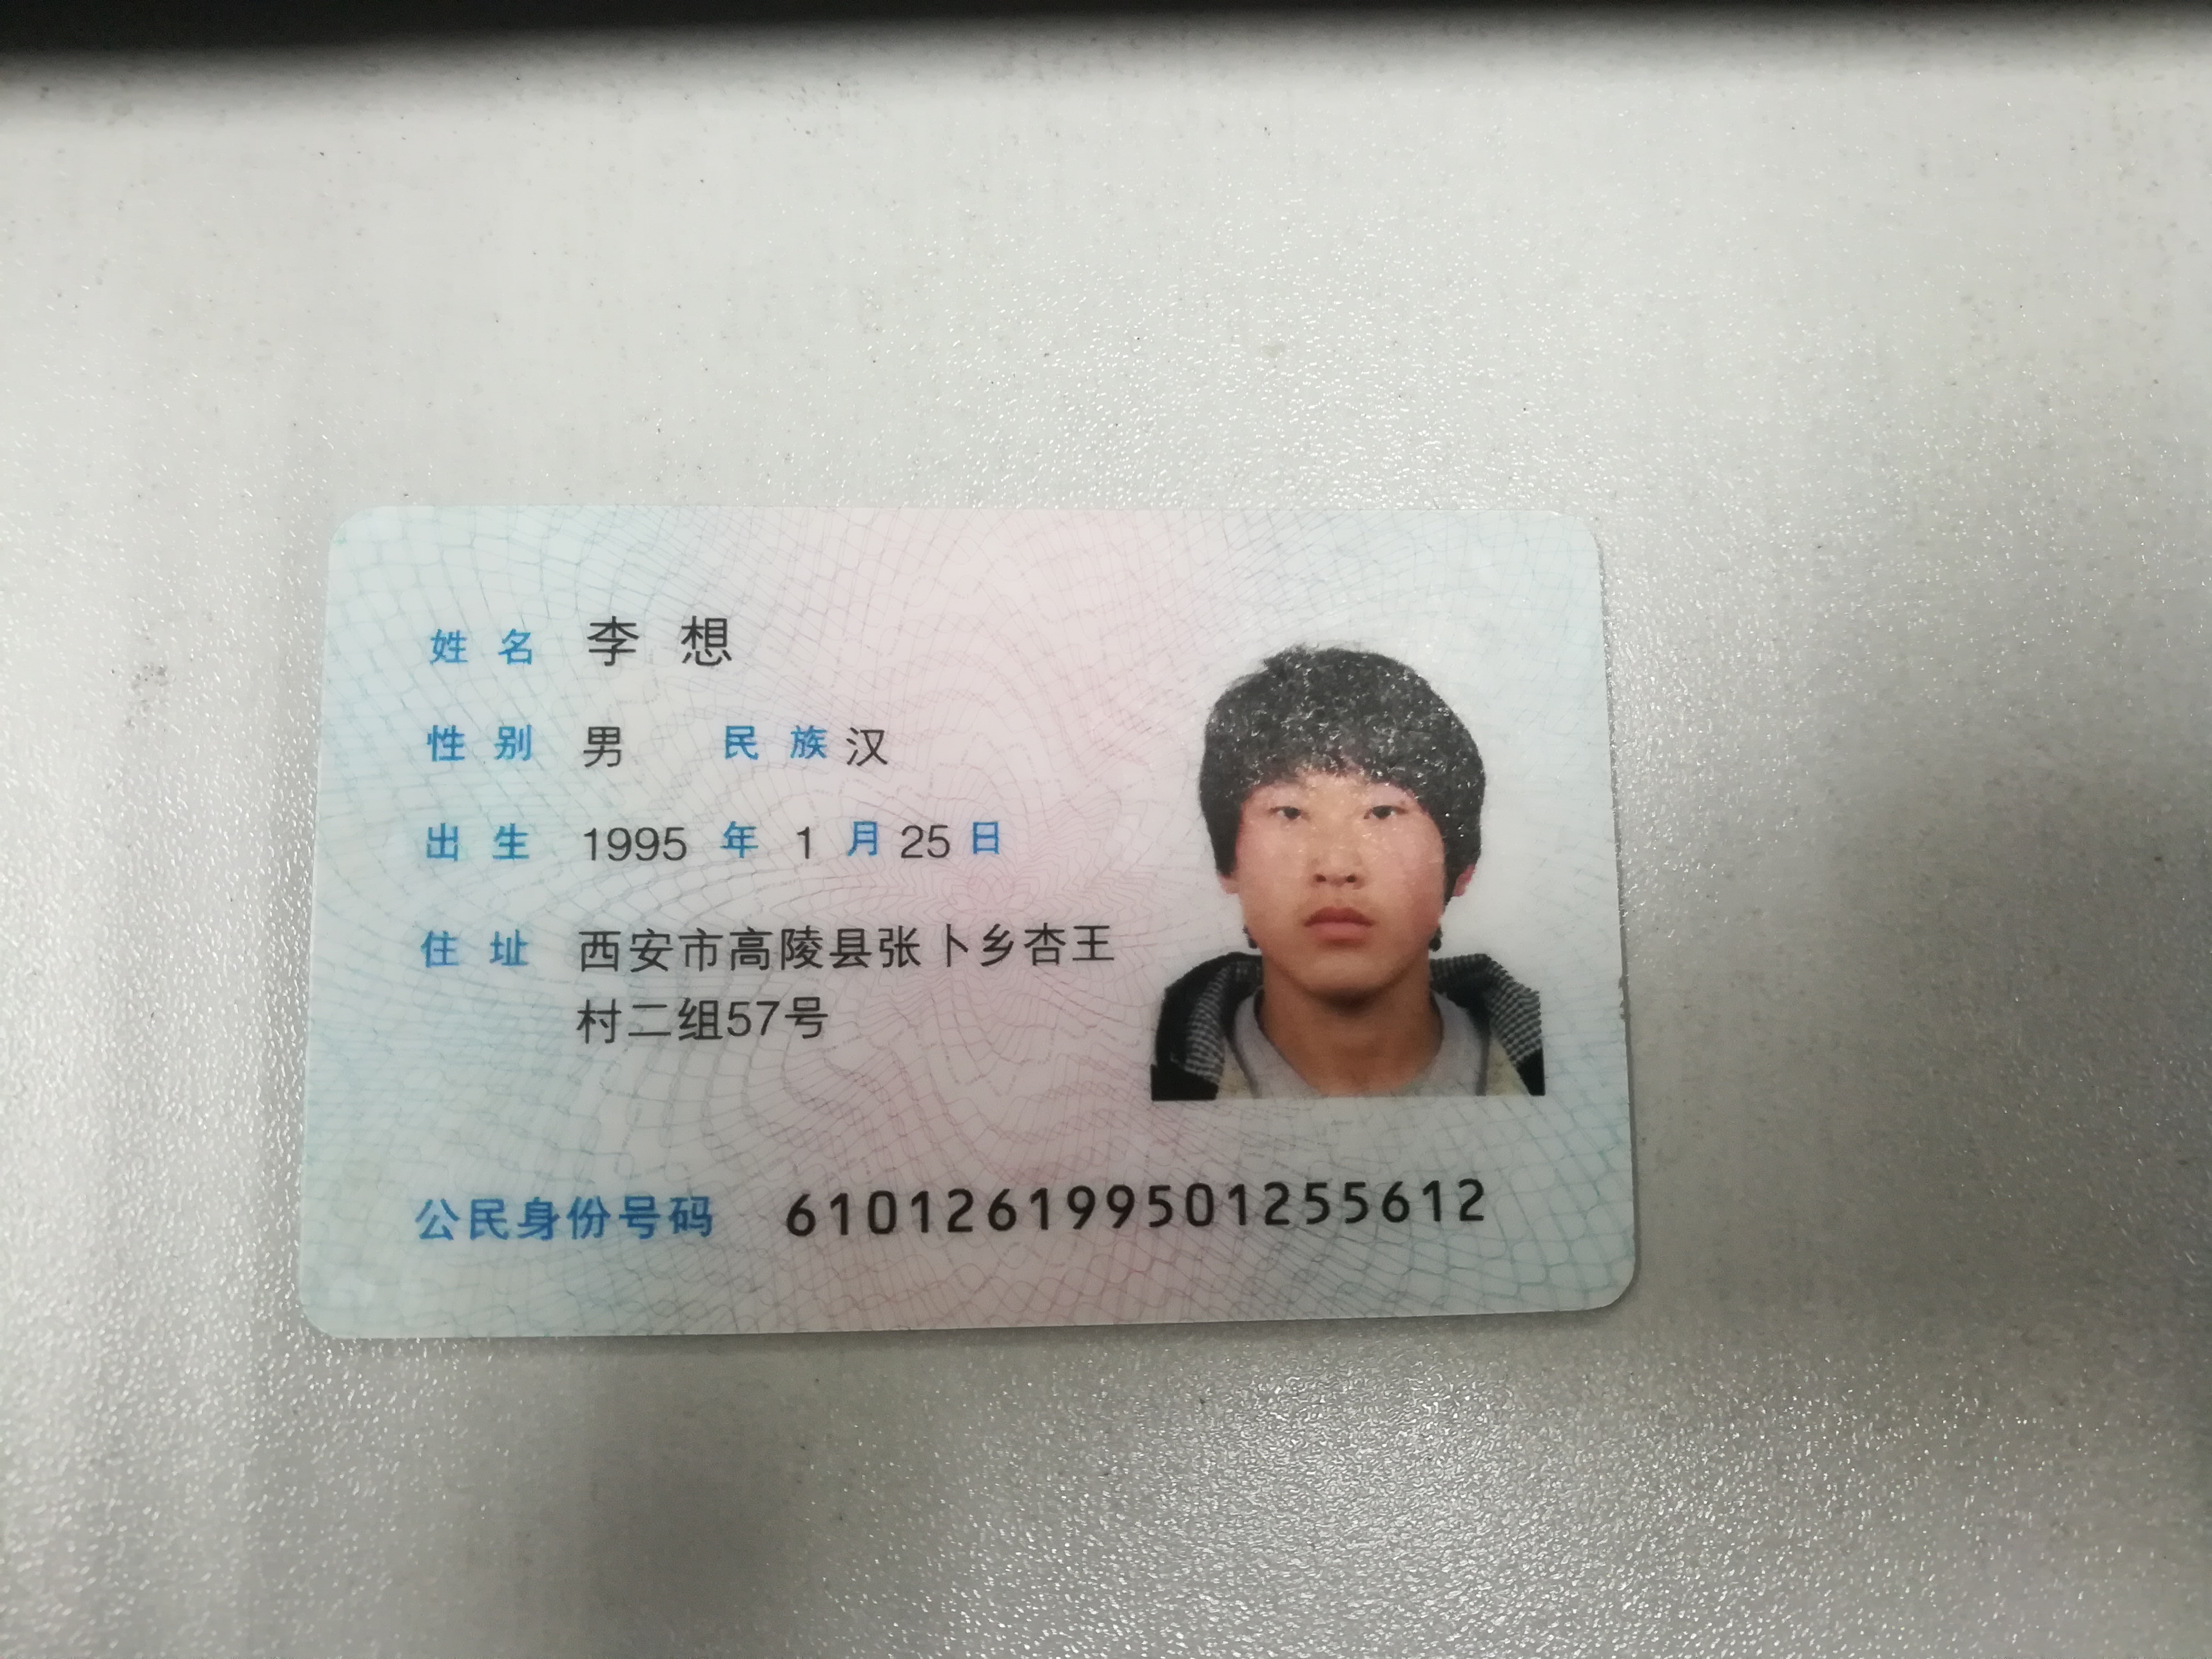 姓名 李想
性别 男 民族 汉
出生 1995 年 1 月 25 日
住址 西安市高陵县张卜乡杏王
村二组57号
公民身份号码 610126199501255612